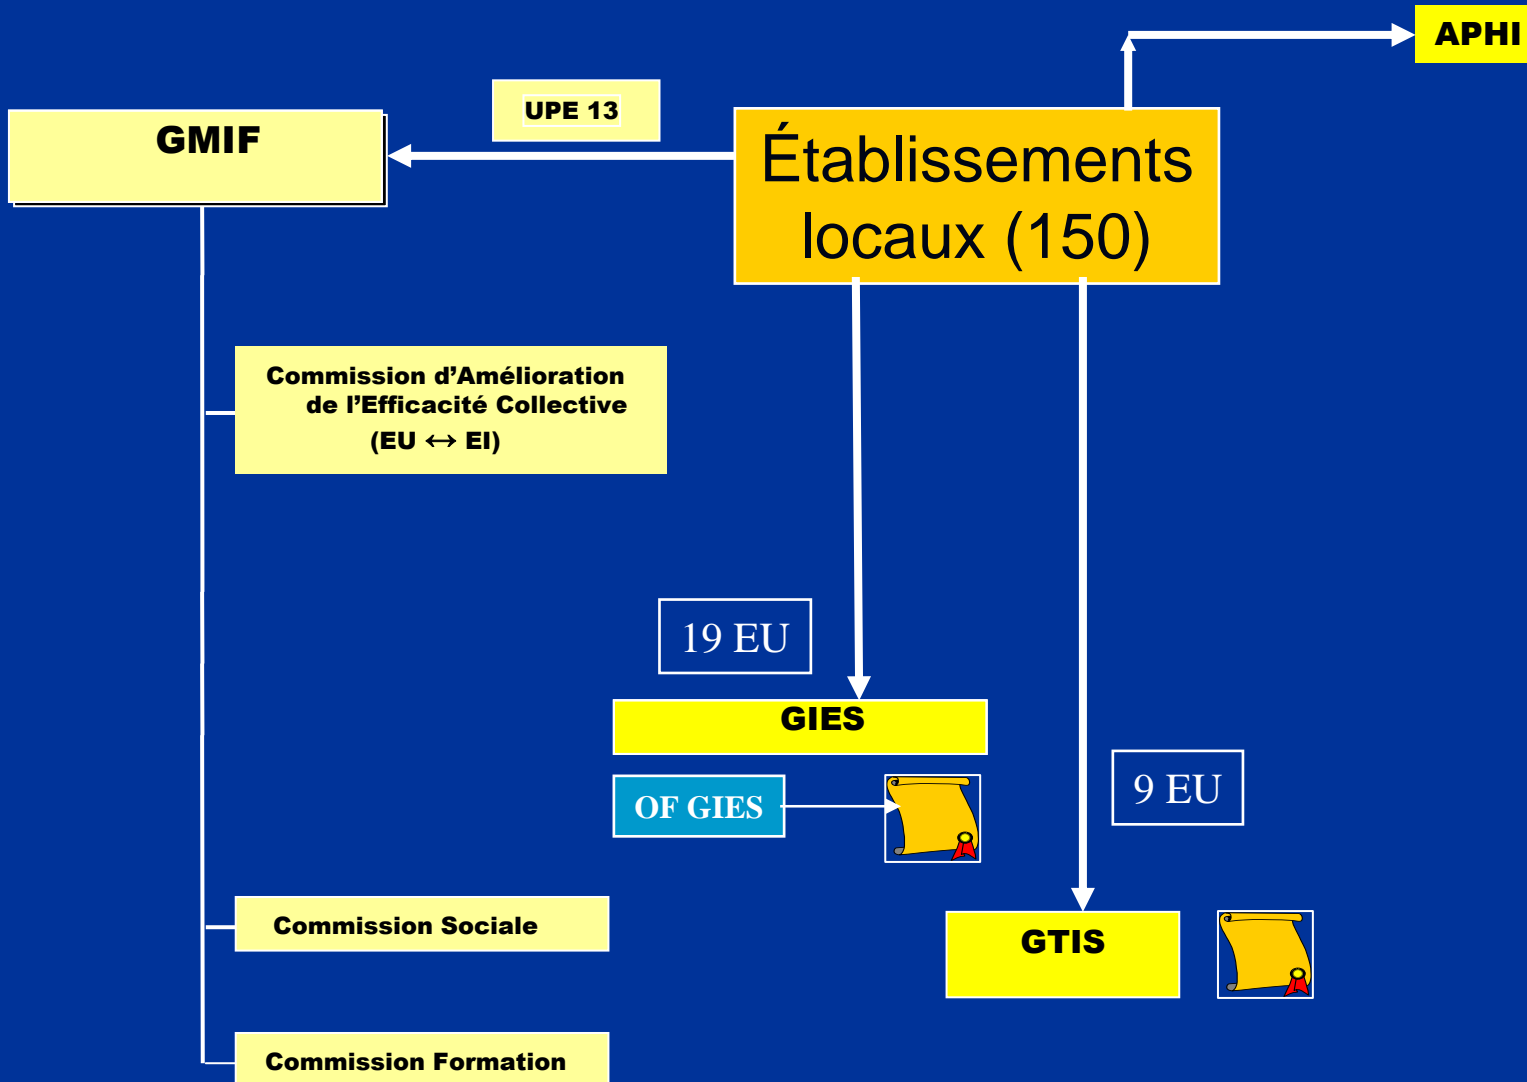 APHI
UPE 13
GMIF
Établissements
locaux (150)
Commission d’Amélioration
de l’Efficacité Collective
(EU ↔ EI)
19 EU
GIES
9 EU
OF GIES
Commission Sociale
GTIS
Commission Formation